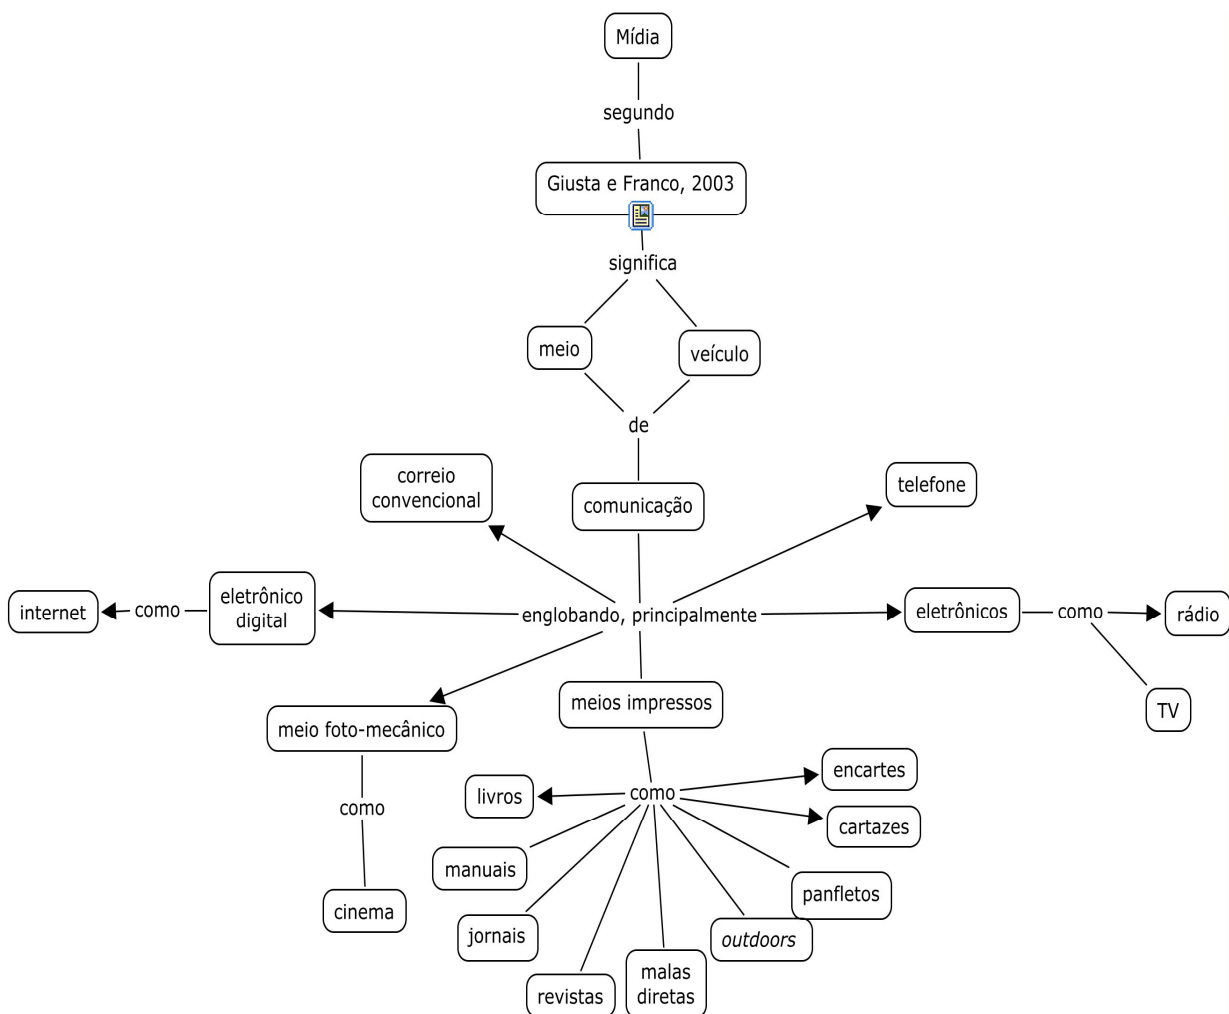 Mídia
segundo
Giusta e Franco, 2003
significa
meio
veículo
de
correio
convencional
comunicação
telefone
internet
como
eletrônico
digital
englobando, principalmente
eletrônicos
como
rádio
TV
meio foto-mecânico
meios impressos
como
cinema
como
livros
encartes
cartazes
manuais
panfletos
jornais
outdoors
revistas
malas
diretas